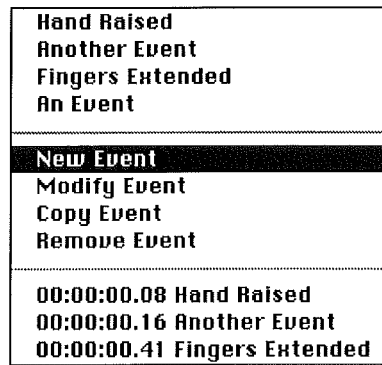 Hand Raised
Another Event
Fingers Extended
An Event
New Event
Modify Event
Copy Event
Remove Event
00:00:00.08 Hand Raised
00:00:00.16 Another Event
00:00:00.41 Fingers Extended